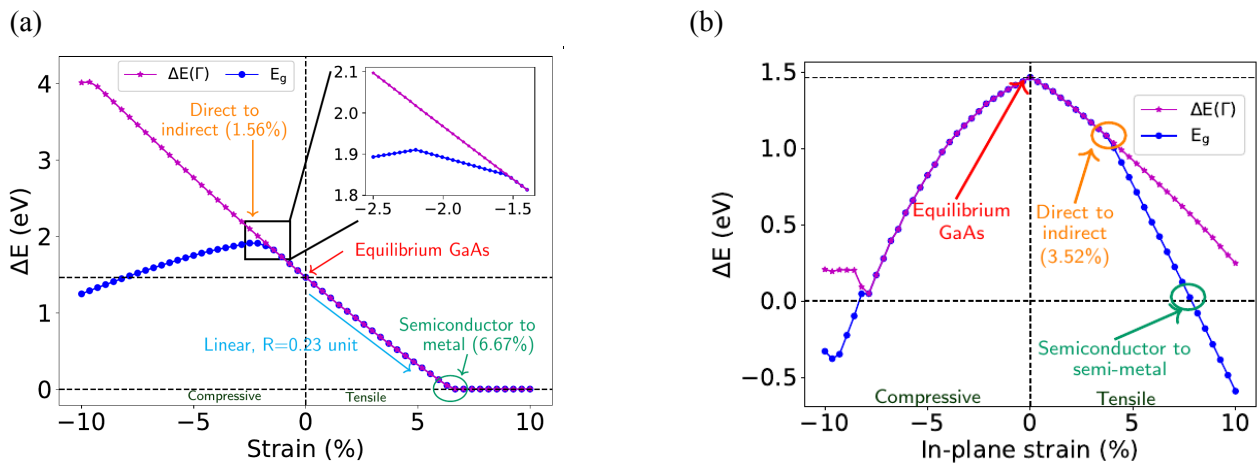 (a)
ΔE(Γ)
E_g
Direct to
indirect (1.56%)
2.1
2.0
1.9
1.8
−2.5
−2.0
−1.5
Equilibrium GaAs
Linear, R=0.23 unit
Semiconductor to
metal (6.67%)
Compressive
Tensile
4
3
2
1
0
ΔE (eV)
−10
−5
0
5
10
Strain (%)
(b)
ΔE(Γ)
E_g
Equilibrium
GaAs
Direct to
indirect
(3.52%)
Semiconductor to
semi-metal
Compressive
Tensile
1.5
1.0
0.5
0.0
−0.5
ΔE (eV)
−10
−5
0
5
10
In-plane strain (%)